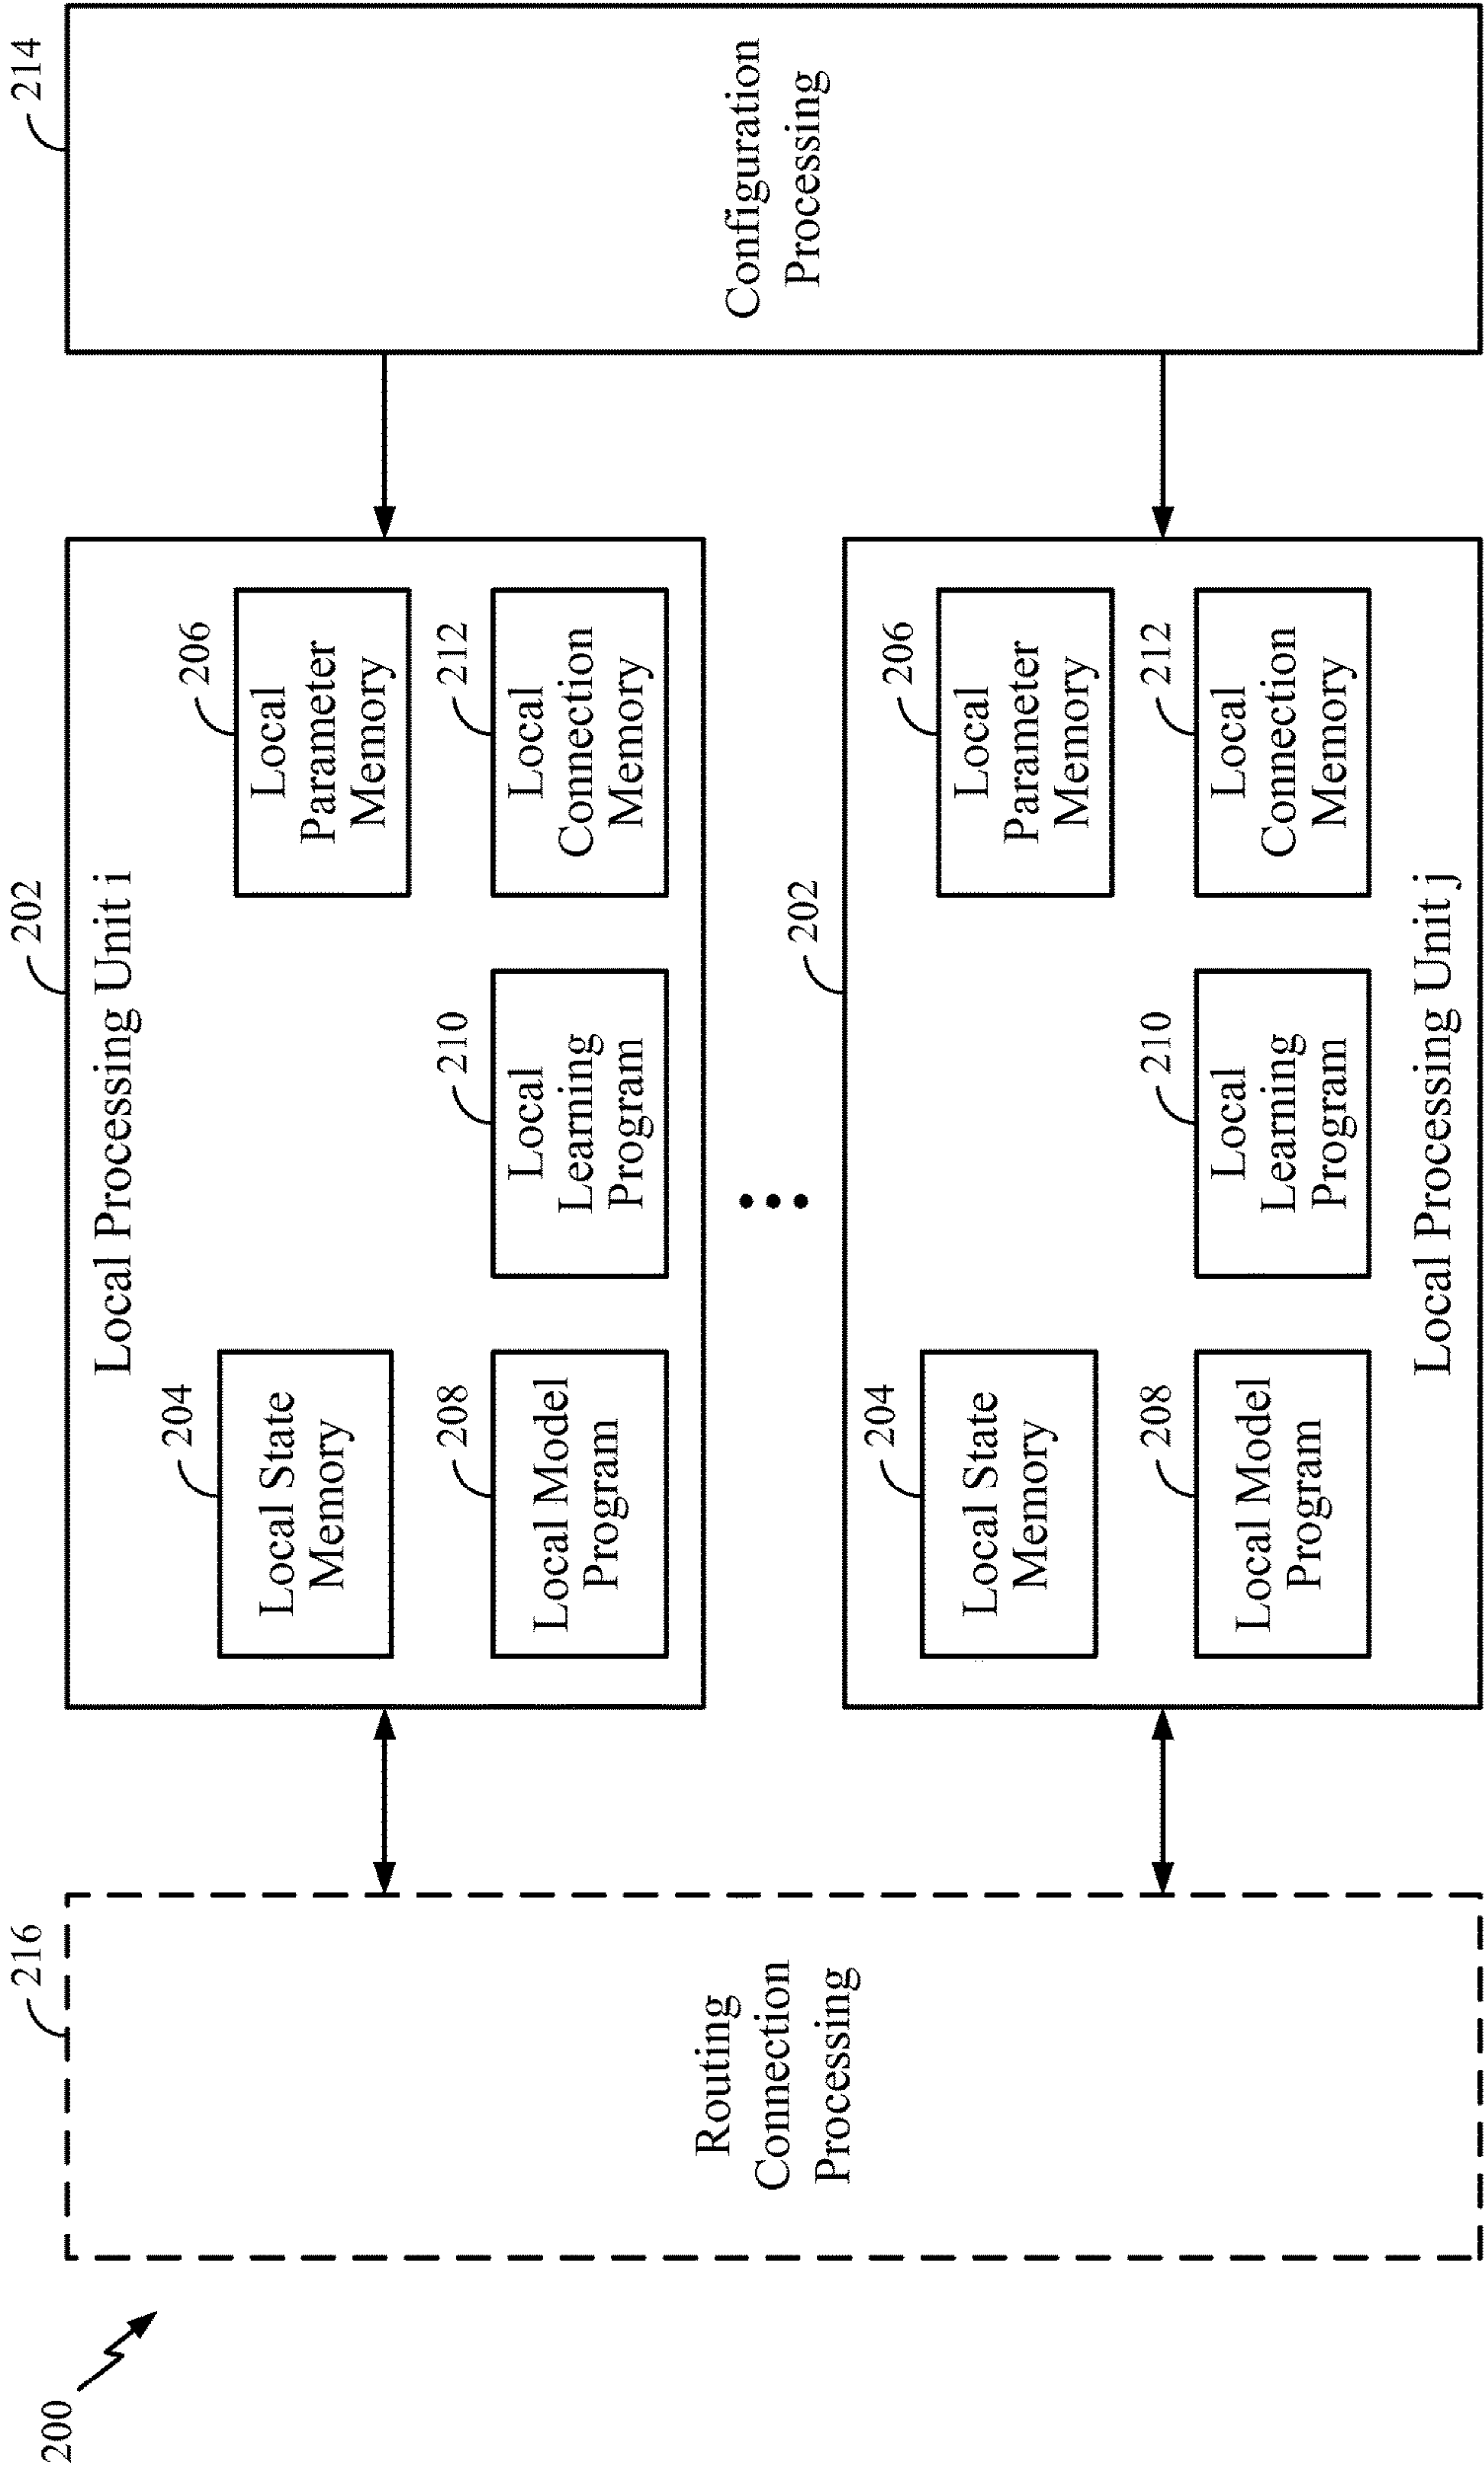 200
216
Routing
Connection
Processing
202
Local Processing Unit i
204
Local State
Memory
206
Local
Parameter
Memory
208
Local Model
Program
210
Local
Learning
Program
212
Local
Connection
Memory
202
204
Local State
Memory
206
Local
Parameter
Memory
208
Local Model
Program
210
Local
Learning
Program
212
Local
Connection
Memory
Local Processing Unit j
214
Configuration
Processing